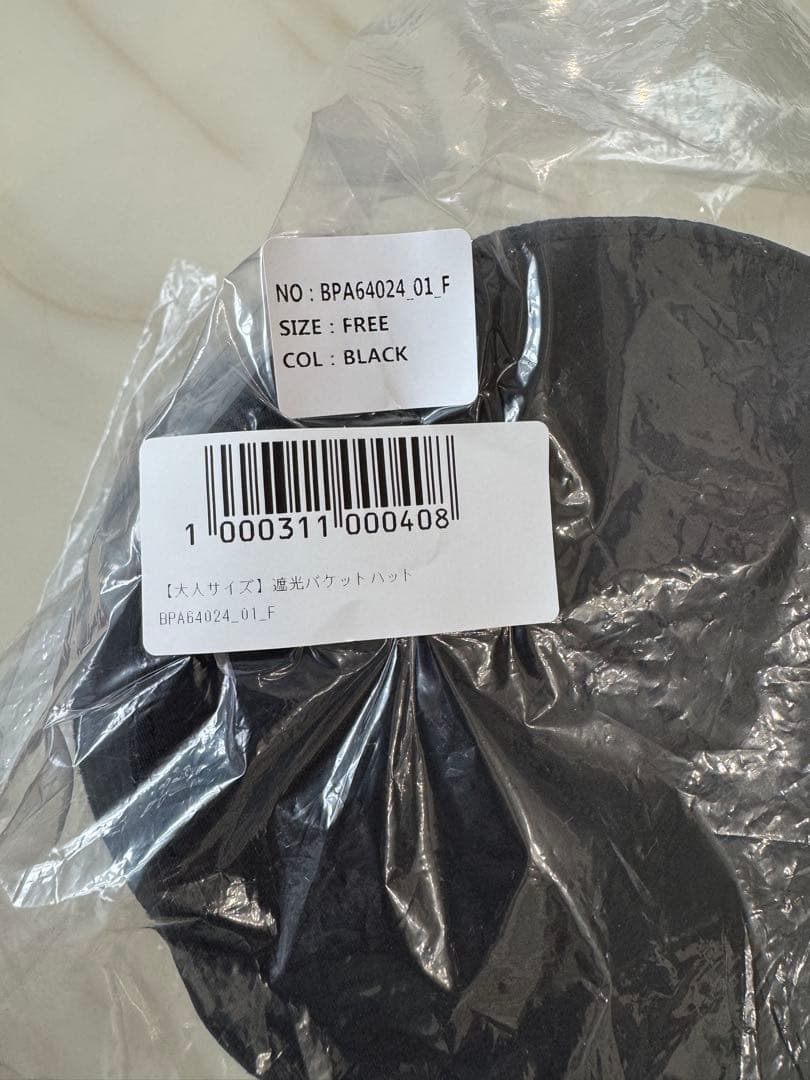 NO : BPA64024_01_F
SIZE : FREE
COL : BLACK
1 000311 000408
【大人サイズ】遮光バケットハット
BPA64024_01_F